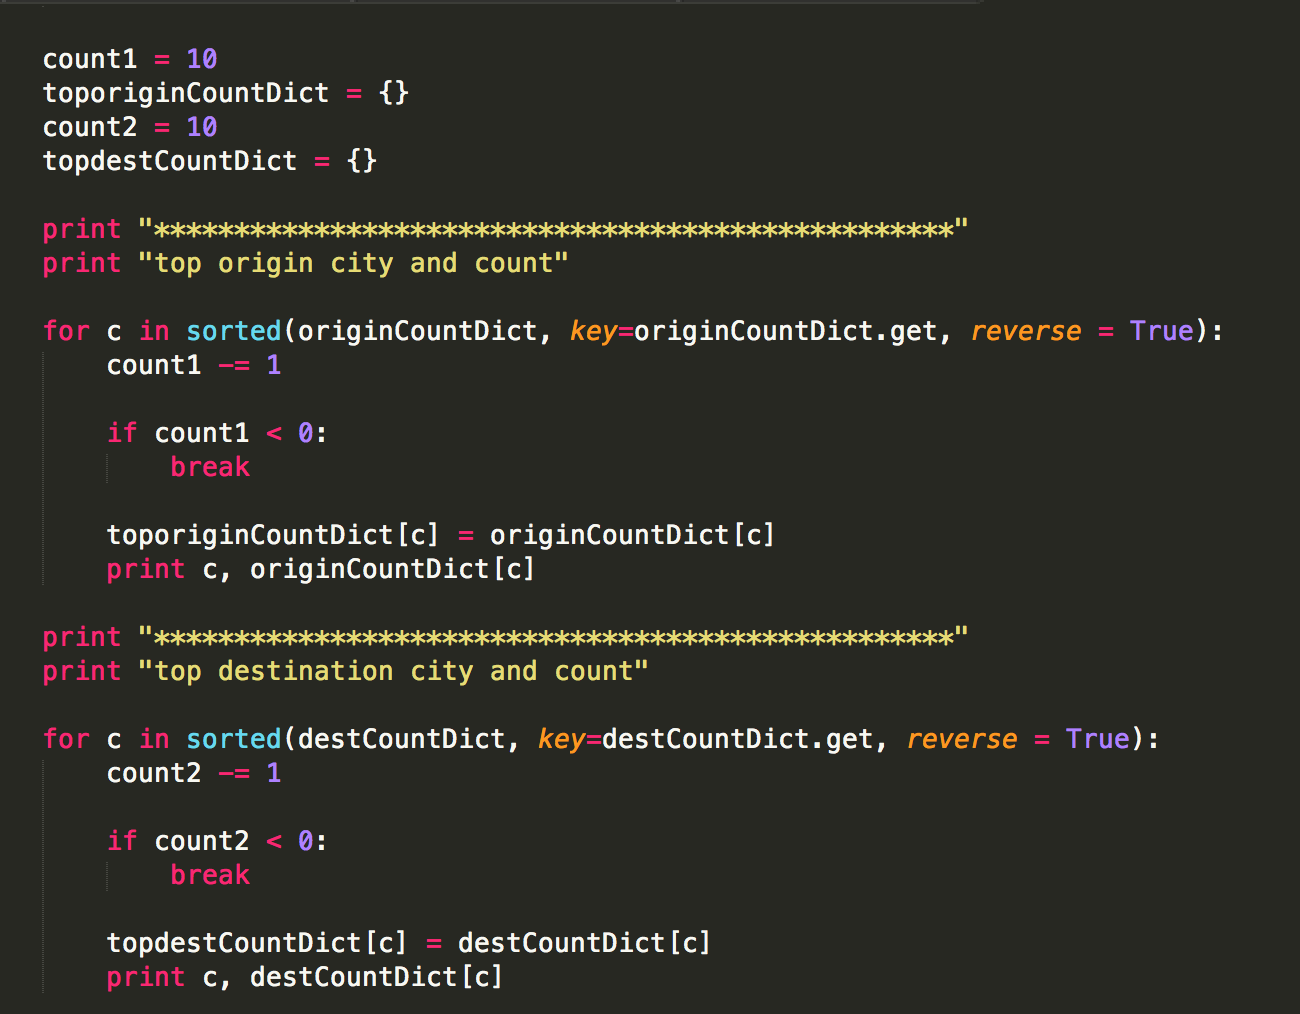 count1 = 10
toporiginCountDict = {}
count2 = 10
topdestCountDict = {}
print "**************************************************"
print "top origin city and count"
for c in sorted(originCountDict, key=originCountDict.get, reverse = True):
count1 -= 1
if count1 < 0:
break
toporiginCountDict[c] = originCountDict[c]
print c, originCountDict[c]
print "**************************************************"
print "top destination city and count"
for c in sorted(destCountDict, key=destCountDict.get, reverse = True):
count2 -= 1
if count2 < 0:
break
topdestCountDict[c] = destCountDict[c]
print c, destCountDict[c]